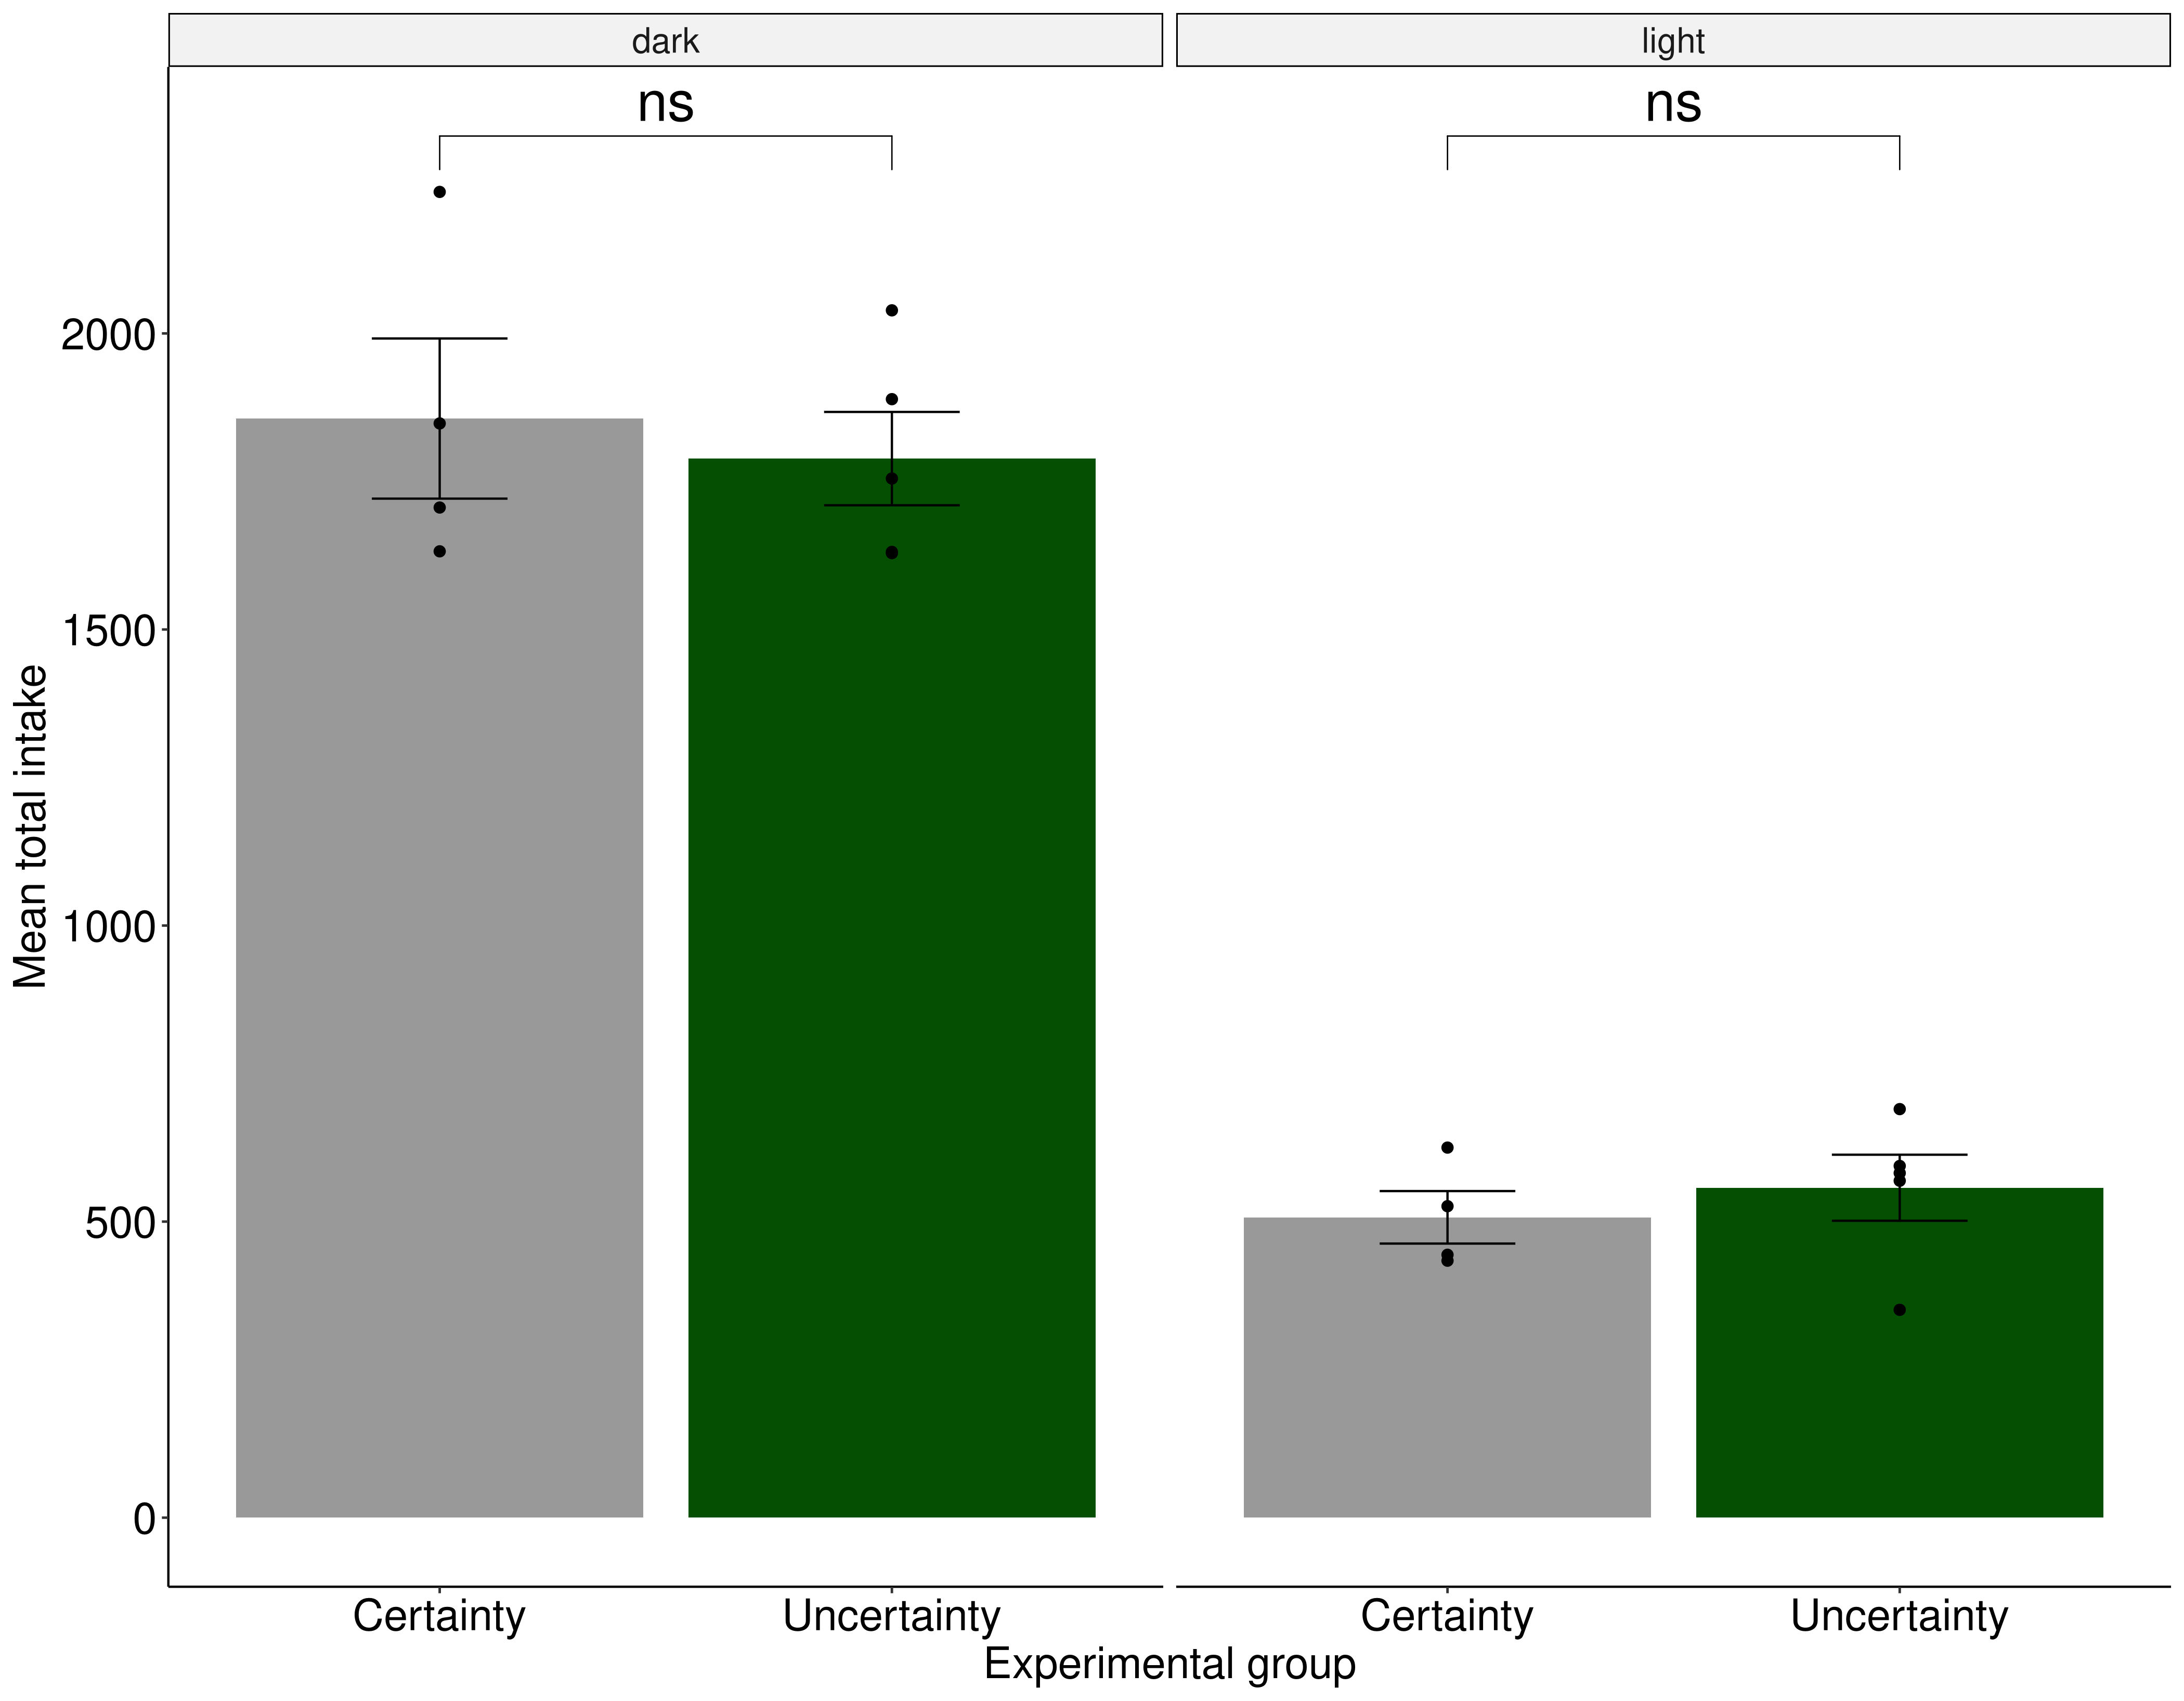 dark
light
ns
ns
2000
1500
1000
500
0
Mean total intake
Certainty
Uncertainty
Certainty
Uncertainty
Experimental group